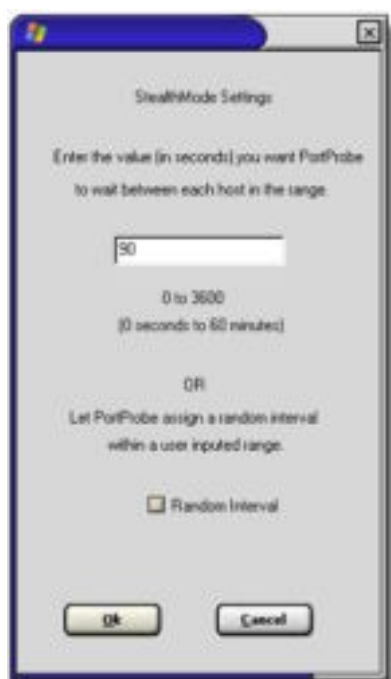 StealthMode Settings
Enter the value (in seconds) you want PortProbe
to wait between each host in the range.
90
0 to 3600
(0 seconds to 60 minutes)
OR
Let PortProbe assign a random interval
within a user inputed range.
Random Interval
Ok
Cancel